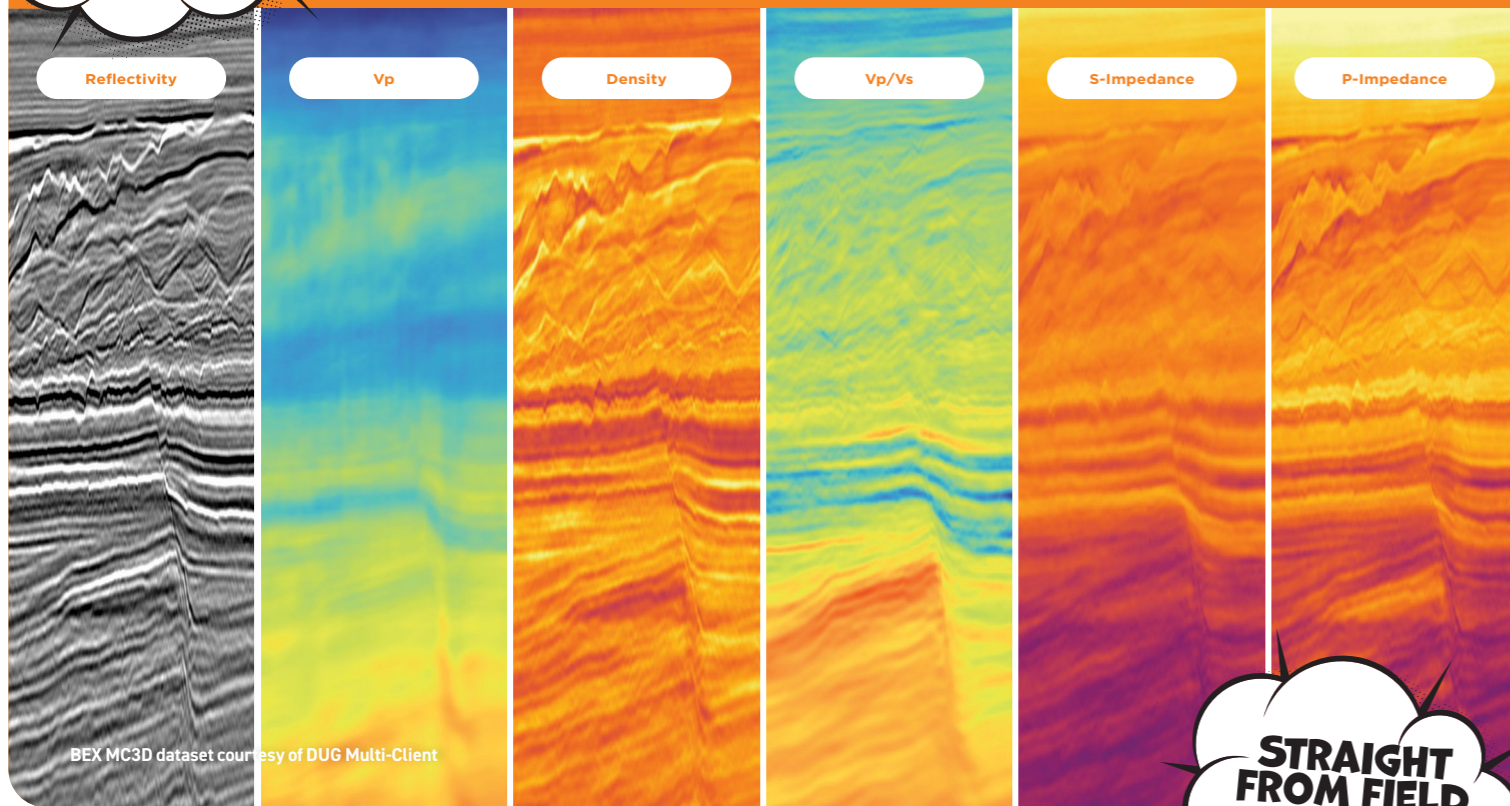 Reflectivity
Vp
Density
Vp/Vs
S-Impedance
P-Impedance
BEX MC3D dataset courtesy of DUG Multi-Client
STRAIGHT
FROM FIELD